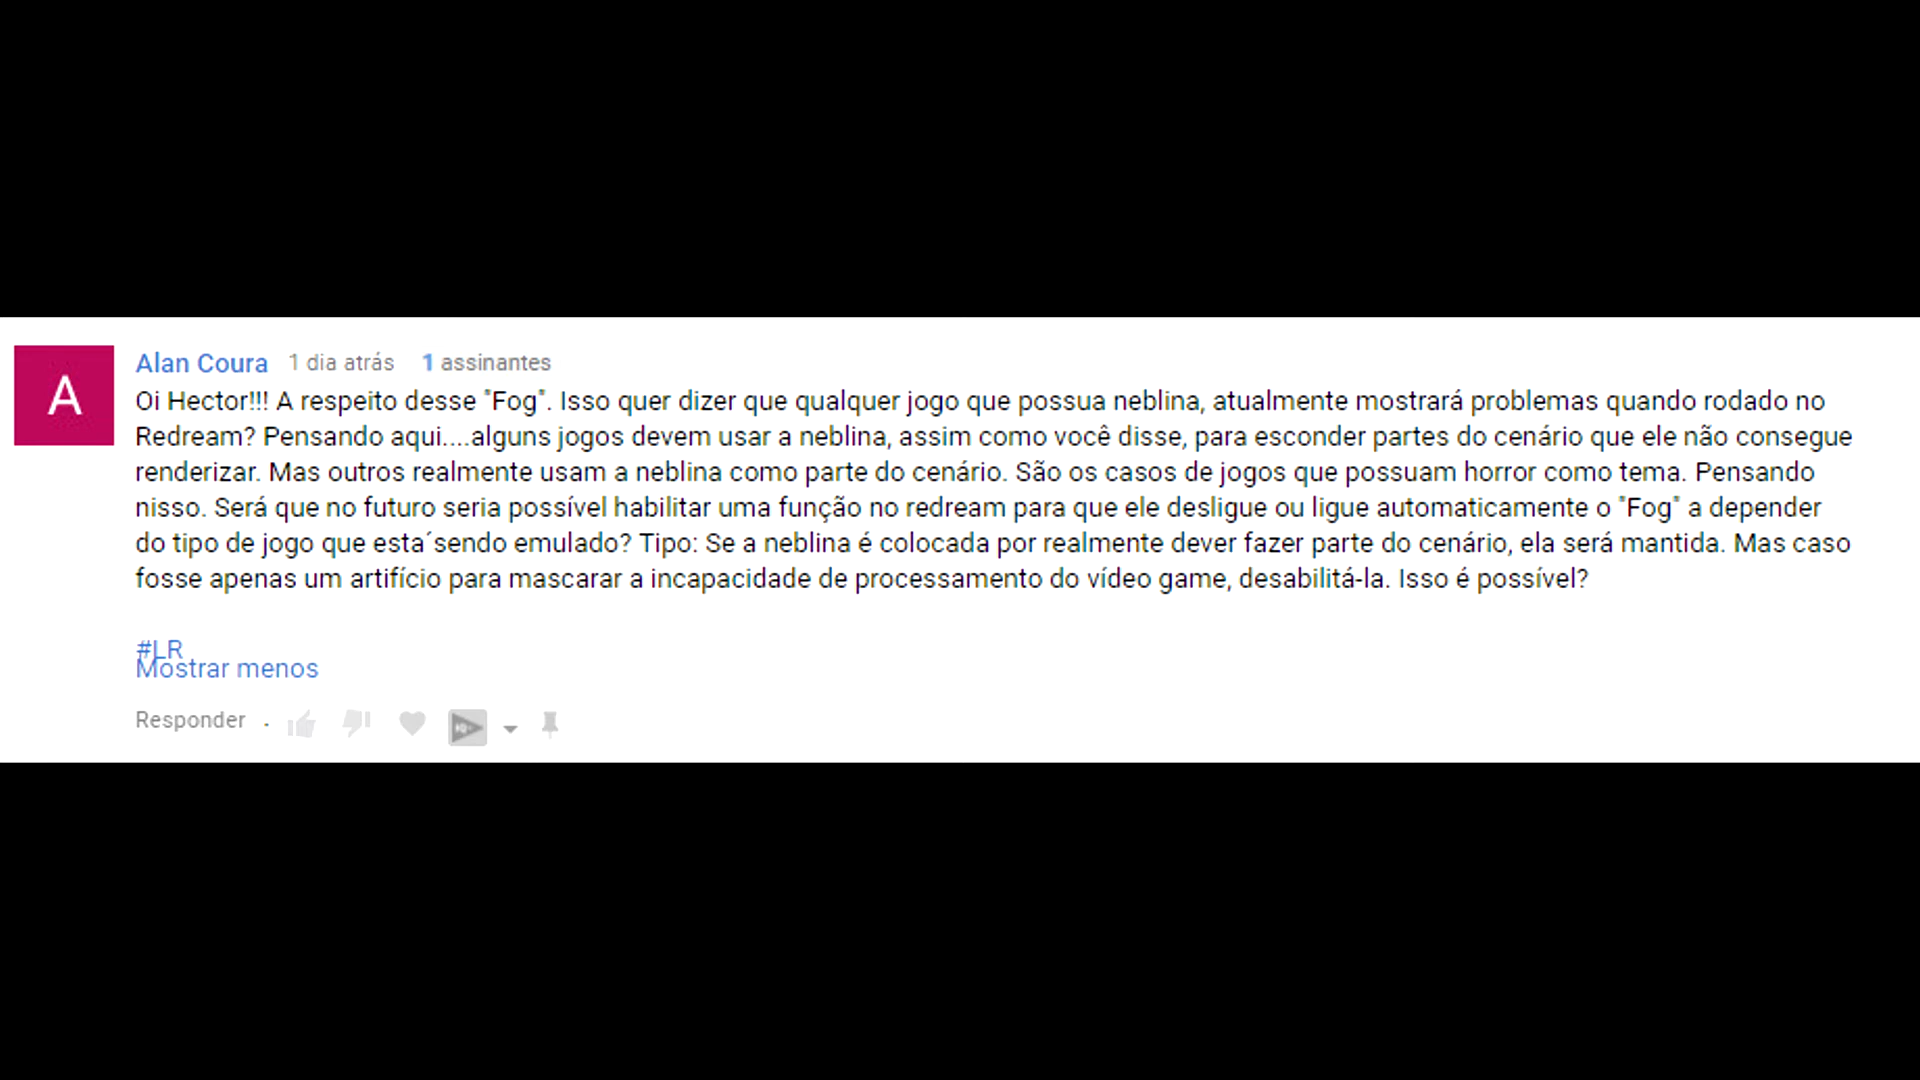 A
Alan Coura 1 dia atrás 1 assinantes
Oi Hector!!! A respeito desse "Fog". Isso quer dizer que qualquer jogo que possua neblina, atualmente mostrará problemas quando rodado no
Redream? Pensando aqui....alguns jogos devem usar a neblina, assim como você disse, para esconder partes do cenário que ele não consegue
renderizar. Mas outros realmente usam a neblina como parte do cenário. São os casos de jogos que possuam horror como tema. Pensando
nisso. Será que no futuro seria possível habilitar uma função no redream para que ele desligue ou ligue automaticamente o "Fog" a depender
do tipo de jogo que esta´sendo emulado? Tipo: Se a neblina é colocada por realmente dever fazer parte do cenário, ela será mantida. Mas caso
fosse apenas um artifício para mascarar a incapacidade de processamento do vídeo game, desabilitá-la. Isso é possível?
#LR
Mostrar menos
Responder .